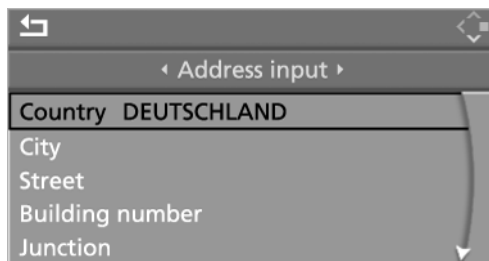 Address input
Country DEUTSCHLAND
City
Street
Building number
Junction